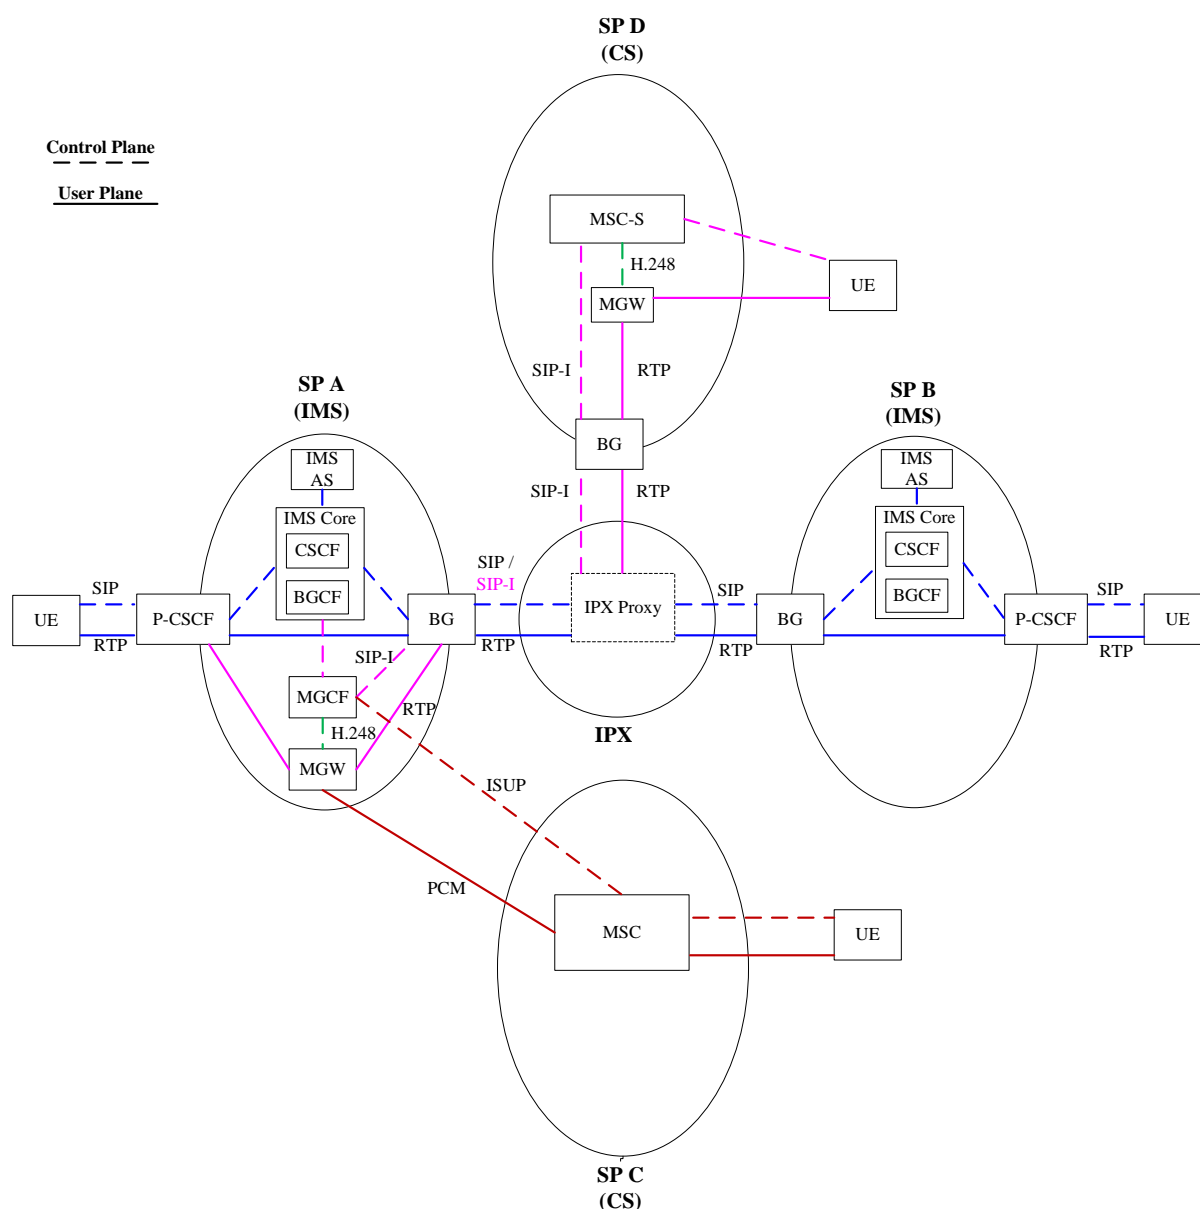 SP D
(CS)
Control Plane
User Plane
MSC-S
H.248
UE
MGW
SIP-I
RTP
SP A
(IMS)
SP B
(IMS)
BG
IMS
AS
IMS
AS
SIP-I
RTP
IMS Core
IMS Core
CSCF
CSCF
SIP /
SIP-I
SIP
BGCF
BGCF
SIP
SIP
UE
P-CSCF
BG
IPX Proxy
BG
P-CSCF
UE
RTP
RTP
RTP
RTP
SIP-I
MGCF
RTP
IPX
H.248
MGW
ISUP
PCM
MSC
UE
SP C
(CS)